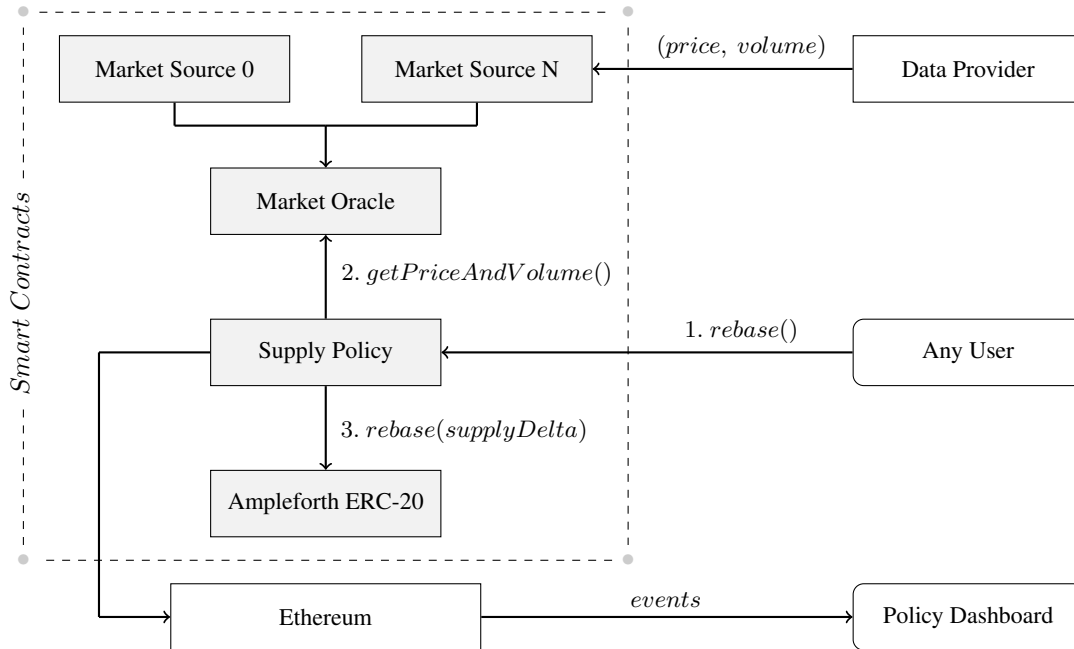 Market Source 0
Market Source N
(price, volume)
Data Provider
Market Oracle
2. getPriceAndVolume()
Smart Contracts
Supply Policy
1. rebase()
Any User
3. rebase(supplyDelta)
Ampleforth ERC-20
Ethereum
events
Policy Dashboard